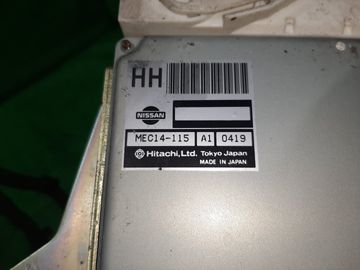 HH
NISSAN
MEC14-115 A1 0419
Hitachi, Ltd. Tokyo Japan
MADE IN JAPAN